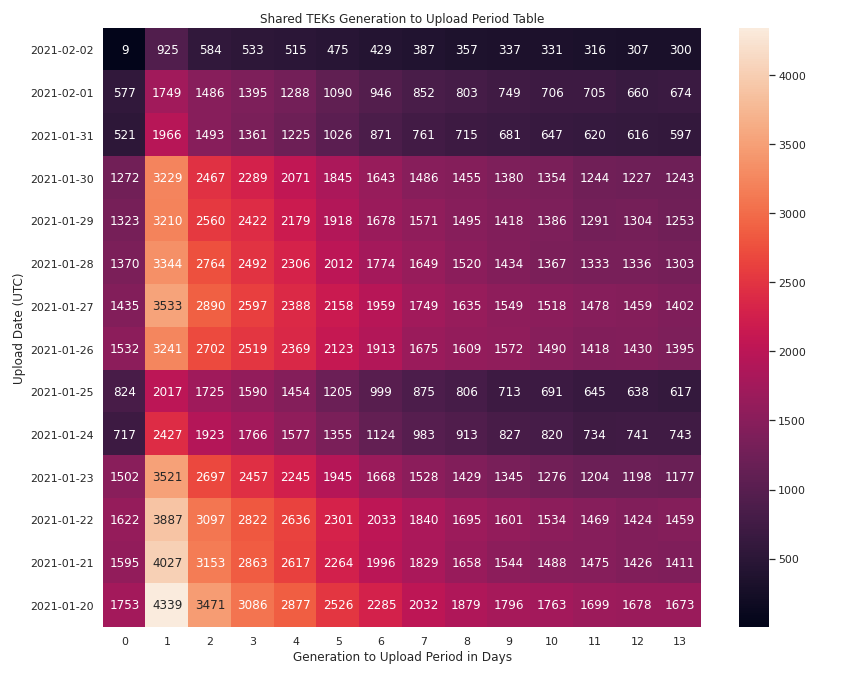 Shared TEKs Generation to Upload Period Table
2021-02-02 9 925 584 533 515 475 429 387 357 337 331 316 307 300
2021-02-01 577 1749 1486 1395 1288 1090 946 852 803 749 706 705 660 674
2021-01-31 521 1966 1493 1361 1225 1026 871 761 715 681 647 620 616 597
2021-01-30 1272 3229 2467 2289 2071 1845 1643 1486 1455 1380 1354 1244 1227 1243
2021-01-29 1323 3210 2560 2422 2179 1918 1678 1571 1495 1418 1386 1291 1304 1253
2021-01-28 1370 3344 2764 2492 2306 2012 1774 1649 1520 1434 1367 1333 1336 1303
2021-01-27 1435 3533 2890 2597 2388 2158 1959 1749 1635 1549 1518 1478 1459 1402
2021-01-26 1532 3241 2702 2519 2369 2123 1913 1675 1609 1572 1490 1418 1430 1395
2021-01-25 824 2017 1725 1590 1454 1205 999 875 806 713 691 645 638 617
2021-01-24 717 2427 1923 1766 1577 1355 1124 983 913 827 820 734 741 743
2021-01-23 1502 3521 2697 2457 2245 1945 1668 1528 1429 1345 1276 1204 1198 1177
2021-01-22 1622 3887 3097 2822 2636 2301 2033 1840 1695 1601 1534 1469 1424 1459
2021-01-21 1595 4027 3153 2863 2617 2264 1996 1829 1658 1544 1488 1475 1426 1411
2021-01-20 1753 4339 3471 3086 2877 2526 2285 2032 1879 1796 1763 1699 1678 1673
0 1 2 3 4 5 6 7 8 9 10 11 12 13
Generation to Upload Period in Days
Upload Date (UTC)
4000
3500
3000
2500
2000
1500
1000
500